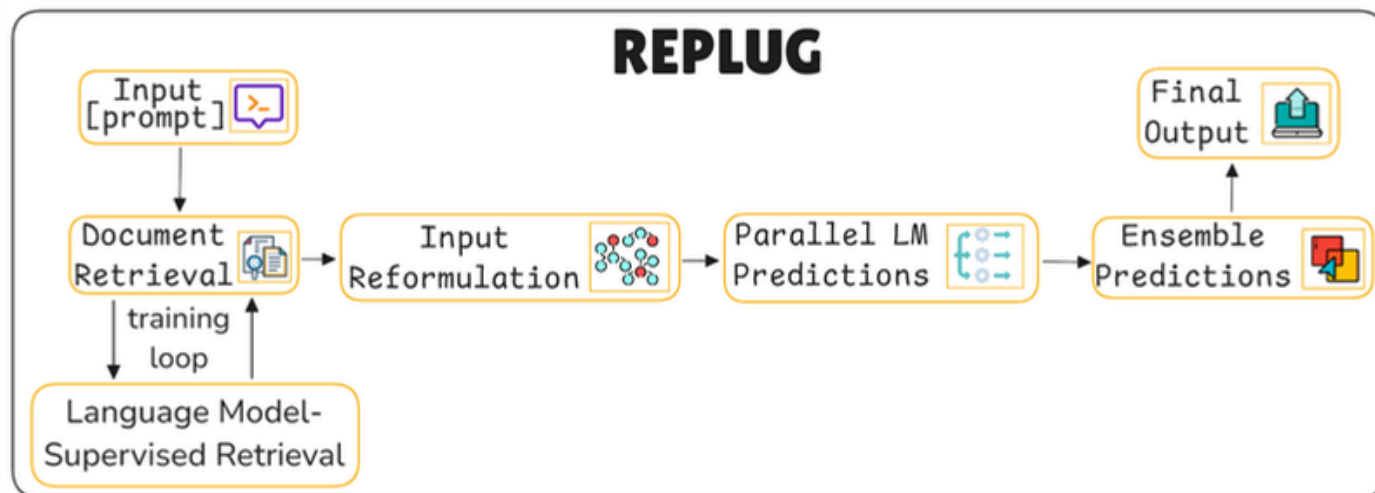 REPLUG
Input
[prompt]
Final
Output
Document
Retrieval
Input
Reformulation
Parallel LM
Predictions
Ensemble
Predictions
training
loop
Language Model-
Supervised Retrieval